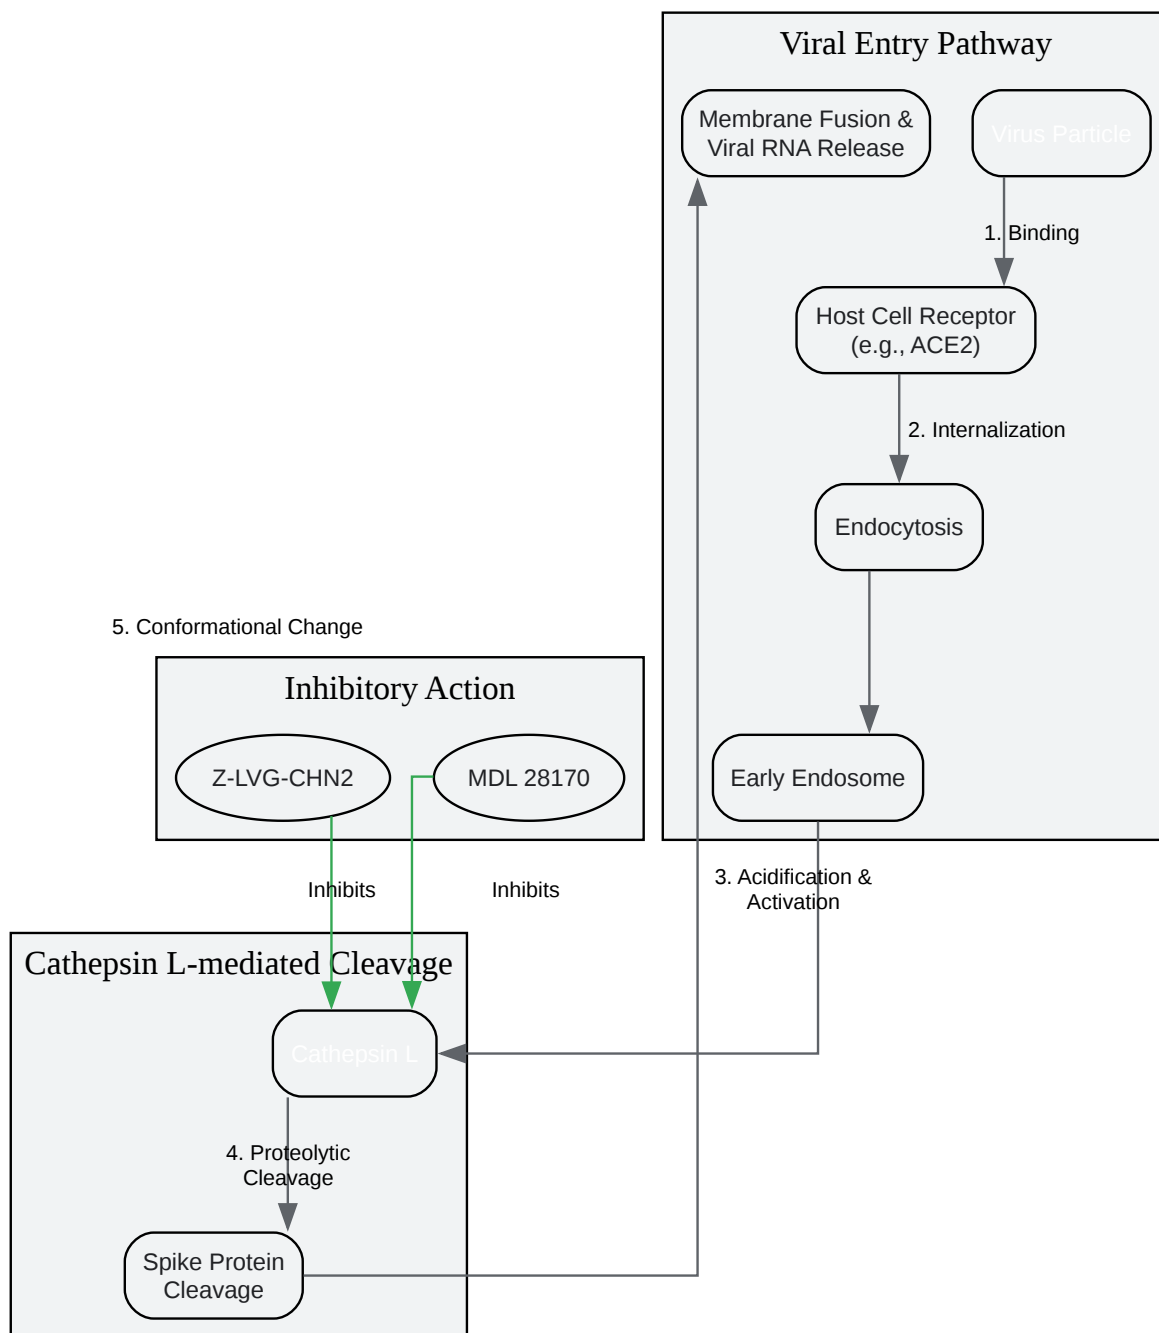 Viral Entry Pathway
Membrane Fusion &
Viral RNA Release
Virus Particle
1. Binding
Host Cell Receptor
(e.g., ACE2)
2. Internalization
Endocytosis
5. Conformational Change
Inhibitory Action
Z-LVG-CHN2
MDL 28170
Early Endosome
Inhibits
Inhibits
3. Acidification &
Activation
Cathepsin L-mediated Cleavage
Cathepsin L
4. Proteolytic
Cleavage
Spike Protein
Cleavage